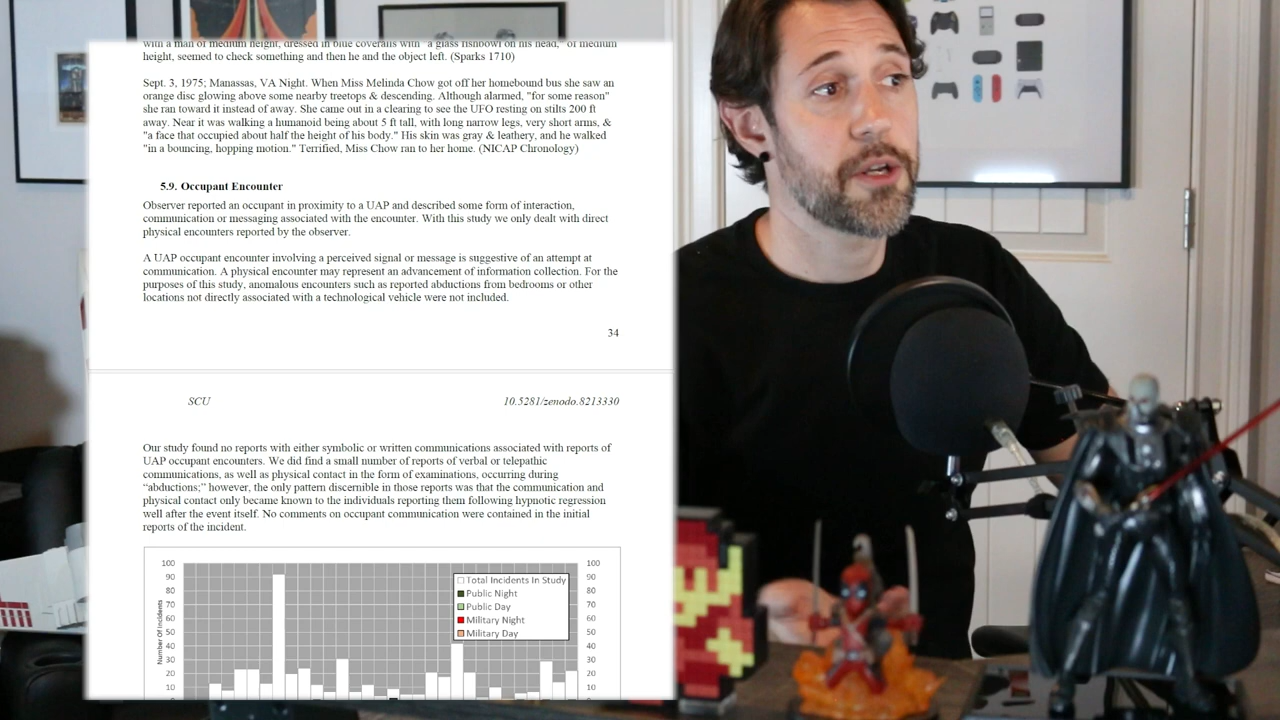 with a man of medium height, dressed in blue coveralls with "a glass fishbowl on his head," of medium
height, seemed to check something and then he and the object left. (Sparks 1710)
Sept. 3, 1975; Manassas, VA Night. When Miss Melinda Chow got off her homebound bus she saw an
orange disc glowing above some nearby treetops & descending. Although alarmed, "for some reason"
she ran toward it instead of away. She came out in a clearing to see the UFO resting on stilts 200 ft
away. Near it was walking a humanoid being about 5 ft tall, with long narrow legs, very short arms, &
"a face that occupied about half the height of his body." His skin was gray & leathery, and he walked
"in a bouncing, hopping motion." Terrified, Miss Chow ran to her home. (NICAP Chronology)
5.9. Occupant Encounter
Observer reported an occupant in proximity to a UAP and described some form of interaction,
communication or messaging associated with the encounter. With this study we only dealt with direct
physical encounters reported by the observer.
A UAP occupant encounter involving a perceived signal or message is suggestive of an attempt at
communication. A physical encounter may represent an advancement of information collection. For the
purposes of this study, anomalous encounters such as reported abductions from bedrooms or other
locations not directly associated with a technological vehicle were not included.
34
SCU 10.5281/zenodo.8213330
Our study found no reports with either symbolic or written communications associated with reports of
UAP occupant encounters. We did find a small number of reports of verbal or telepathic
communications, as well as physical contact in the form of examinations, occurring during
“abductions;” however, the only pattern discernible in those reports was that the communication and
physical contact only became known to the individuals reporting them following hypnotic regression
well after the event itself. No comments on occupant communication were contained in the initial
reports of the incident.
Number Of Incidents
100
90
80
70
60
50
40
30
20
10
Total Incidents In Study
Public Night
Public Day
Military Night
Military Day
100
90
80
70
60
50
40
30
20
10